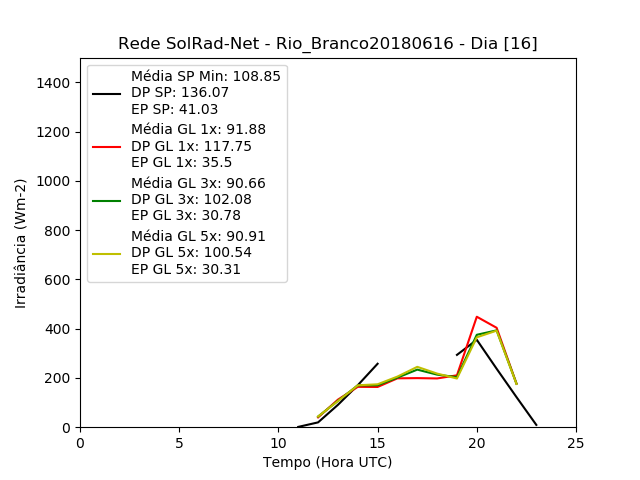 Rede SolRad-Net - Rio_Branco20180616 - Dia [16]
Média SP Min: 108.85
DP SP: 136.07
EP SP: 41.03
Média GL 1x: 91.88
DP GL 1x: 117.75
EP GL 1x: 35.5
Média GL 3x: 90.66
DP GL 3x: 102.08
EP GL 3x: 30.78
Média GL 5x: 90.91
DP GL 5x: 100.54
EP GL 5x: 30.31
Irradiância (Wm-2)
1400
1200
1000
800
600
400
200
0
0 5 10 15 20 25
Tempo (Hora UTC)